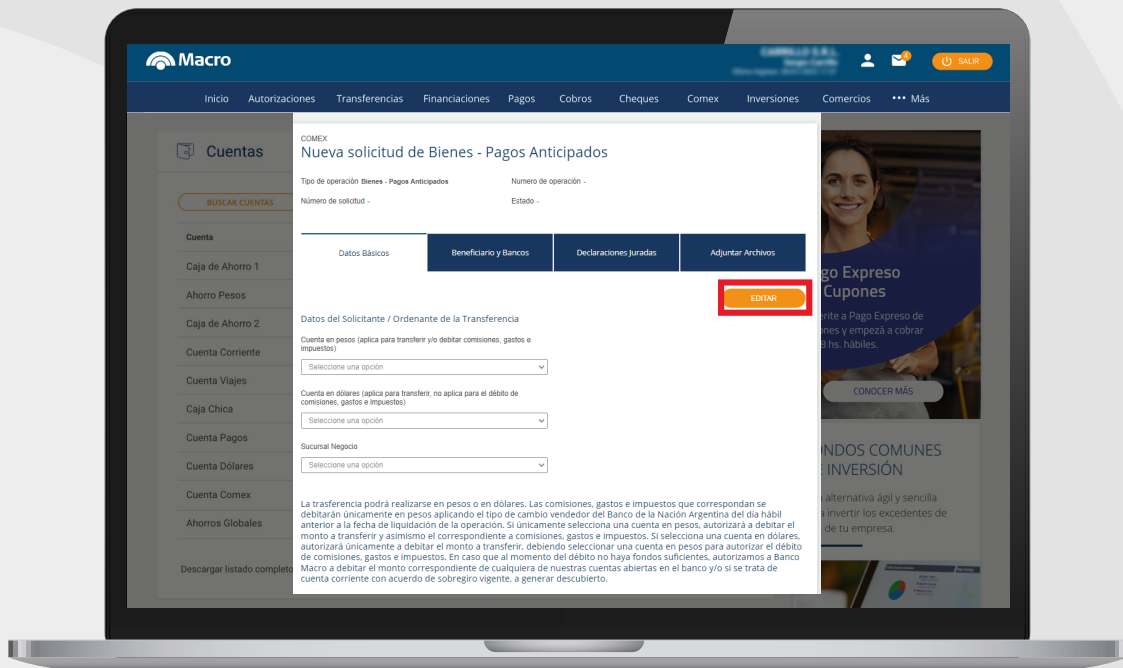 Macro
4
SALIR
Inicio Autorizaciones Transferencias Financiaciones Pagos Cobros Cheques Comex Inversiones Comercios ••• Más
Cuentas
BUSCAR CUENTAS
Cuenta
Caja de Ahorro 1
Ahorro Pesos
Caja de Ahorro 2
Cuenta Corriente
Cuenta Viajes
Caja Chica
Cuenta Pagos
Cuenta Dólares
Cuenta Comex
Ahorros Globales
Descargar listado completo
COMEX
Nueva solicitud de Bienes - Pagos Anticipados
Tipo de operación Bienes - Pagos Anticipados Numero de operación -
Número de solicitud - Estado -
Datos Básicos Beneficiario y Bancos Declaraciones Juradas Adjuntar Archivos
EDITAR
Datos del Solicitante / Ordenante de la Transferencia
Cuenta en pesos (aplica para transferir y/o debitar comisiones, gastos e
impuestos)
Seleccione una opción
Cuenta en dólares (aplica para transferir, no aplica para el débito de
comisiones, gastos e impuestos)
Seleccione una opción
Sucursal Negocio
Seleccione una opción
La trasferencia podrá realizarse en pesos o en dólares. Las comisiones, gastos e impuestos que correspondan se
debitarán únicamente en pesos aplicando el tipo de cambio vendedor del Banco de la Nación Argentina del día hábil
anterior a la fecha de liquidación de la operación. Si únicamente selecciona una cuenta en pesos, autorizará a debitar el
monto a transferir y asimismo el correspondiente a comisiones, gastos e impuestos. Si selecciona una cuenta en dólares,
autorizará únicamente a debitar el monto a transferir, debiendo seleccionar una cuenta en pesos para autorizar el débito
de comisiones, gastos e impuestos. En caso que al momento del débito no haya fondos suficientes, autorizamos a Banco
Macro a debitar el monto correspondiente de cualquiera de nuestras cuentas abiertas en el banco y/o si se trata de
cuenta corriente con acuerdo de sobregiro vigente, a generar descubierto.
go Expreso
Cupones
erite a Pago Expreso de
ones y empezá a cobrar
8 hs. hábiles.
CONOCER MÁS
NDOS COMUNES
INVERSIÓN
alternativa ágil y sencilla
a invertir los excedentes de
de tu empresa.